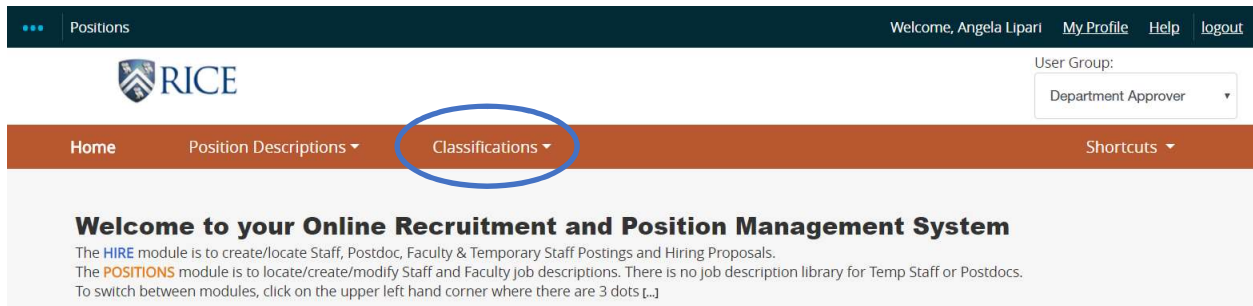 Positions
Welcome, Angela Lipari My Profile Help logout
RICE
User Group:
Department Approver
Home Position Descriptions Classifications Shortcuts
Welcome to your Online Recruitment and Position Management System
The HIRE module is to create/locate Staff, Postdoc, Faculty & Temporary Staff Postings and Hiring Proposals.
The POSITIONS module is to locate/create/modify Staff and Faculty job descriptions. There is no job description library for Temp Staff or Postdocs.
To switch between modules, click on the upper left hand corner where there are 3 dots [...]